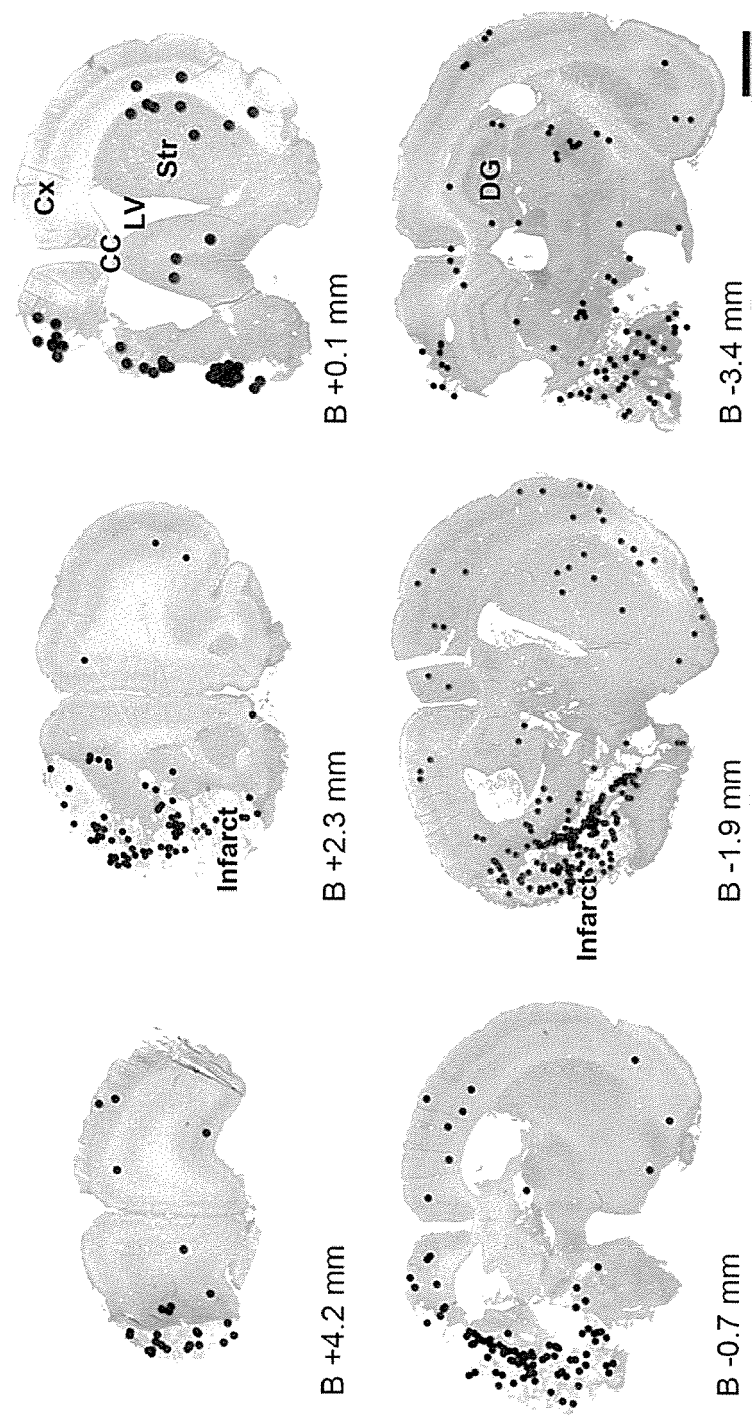 Infarct
Cx
CC
LV
Str
B +4.2 mm
B +2.3 mm
B +0.1 mm
Infarct
DG
B -0.7 mm
B -1.9 mm
B -3.4 mm